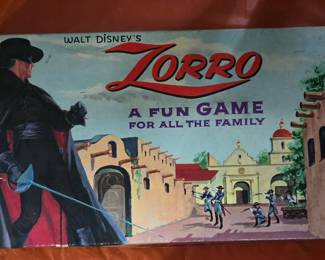 WALT DISNEY'S
ZORRO
A FUN GAME
FOR ALL THE FAMILY